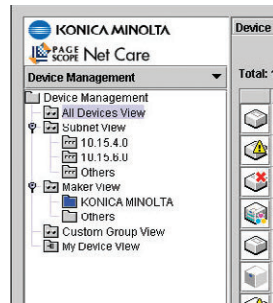 KONICA MINOLTA
Device
PAGE SCOPE Net Care
Device Management
Total:
Device Management
All Devices View
Subnet View
10.15.4.0
10.15.6.0
Others
Maker View
KONICA MINOLTA
Others
Custom Group View
My Device View